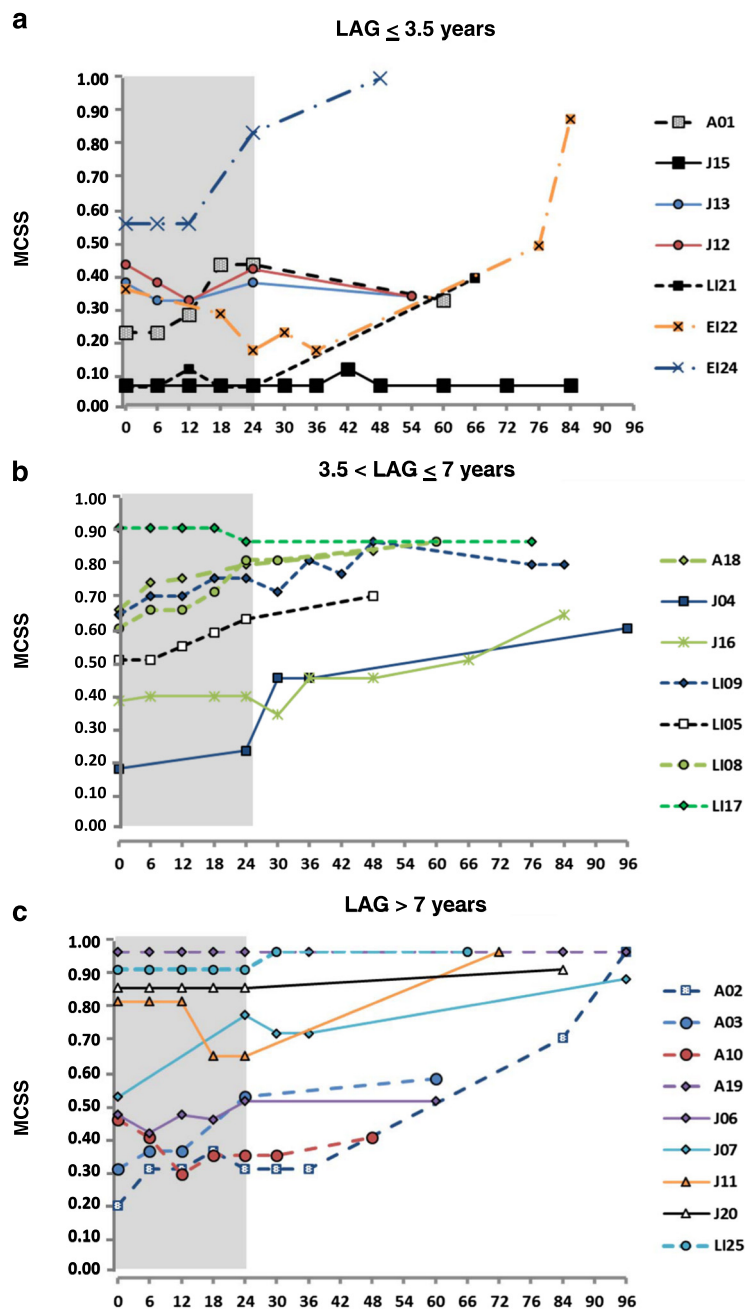 a
LAG ≤ 3.5 years
MCSS
1.00
0.90
0.80
0.70
0.60
0.50
0.40
0.30
0.20
0.10
0.00
0 6 12 18 24 30 36 42 48 54 60 66 72 76 84 90 96
A01
J15
J13
J12
LI21
EI22
EI24
b
3.5 < LAG ≤ 7 years
MCSS
1.00
0.90
0.80
0.70
0.60
0.50
0.40
0.30
0.20
0.10
0.00
0 6 12 18 24 30 36 42 48 54 60 66 72 76 84 90 96
A18
J04
J16
LI09
LI05
LI08
LI17
c
LAG > 7 years
MCSS
1.00
0.90
0.80
0.70
0.60
0.50
0.40
0.30
0.20
0.10
0.00
0 6 12 18 24 30 36 42 48 54 60 66 72 76 84 90 96
A02
A03
A10
A19
J06
J07
J11
J20
LI25